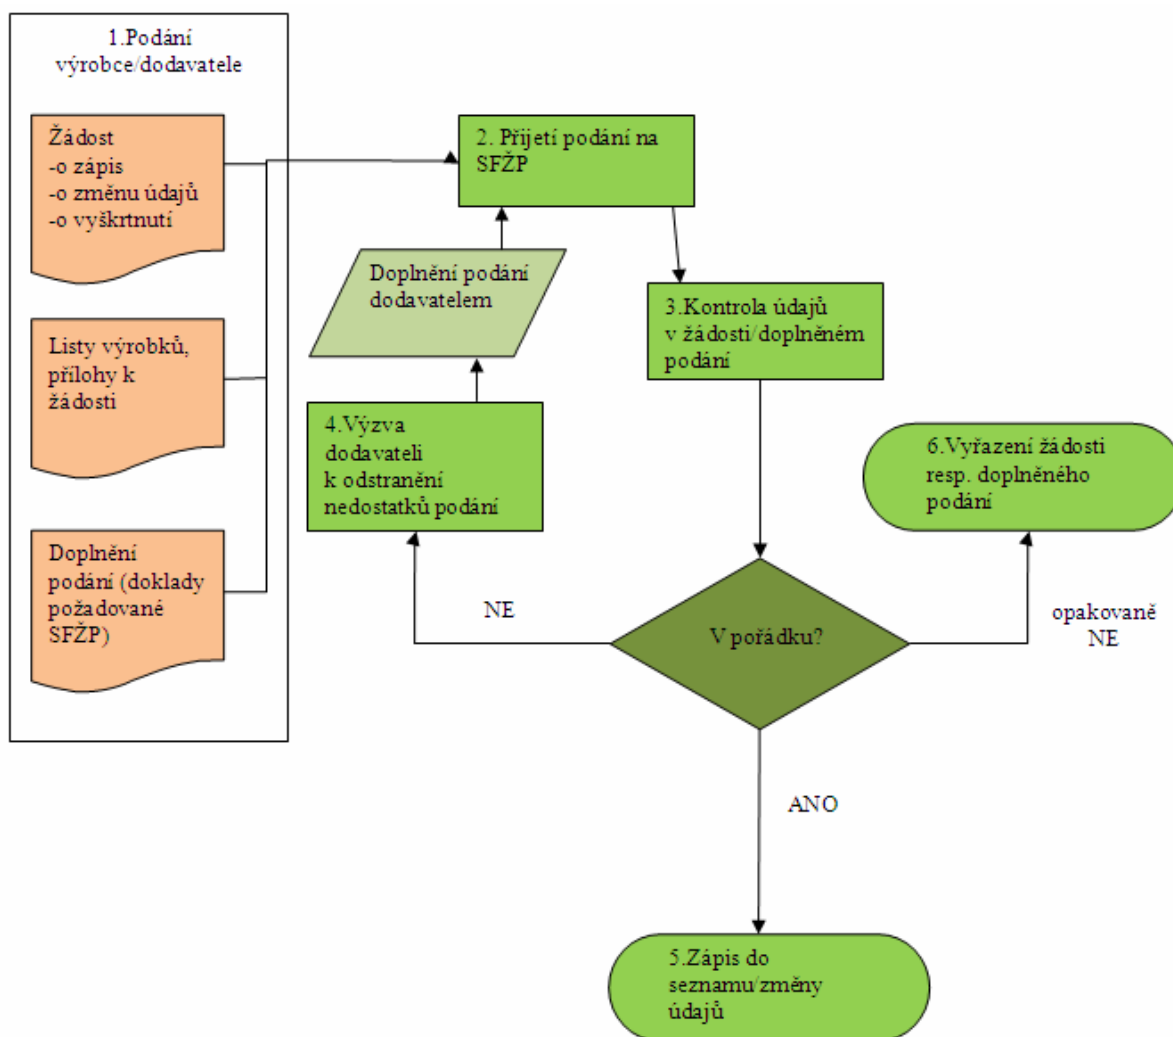 1.Podání
výrobce/dodavatele
Žádost
-o zápis
-o změnu údajů
-o vyškrtnutí
Listy výrobků,
přílohy k
žádosti
Doplnění
podání (doklady
požadované
SFŽP)
2. Přijetí podání na
SFŽP
Doplnění podání
dodavatelem
3.Kontrola údajů
v žádosti/doplněném
podání
4.Výzva
dodavateli
k odstranění
nedostatků podání
6.Vyřazení žádosti
resp. doplněného
podání
NE
V pořádku?
opakovaně
NE
ANO
5.Zápis do
seznamu/změny
údajů